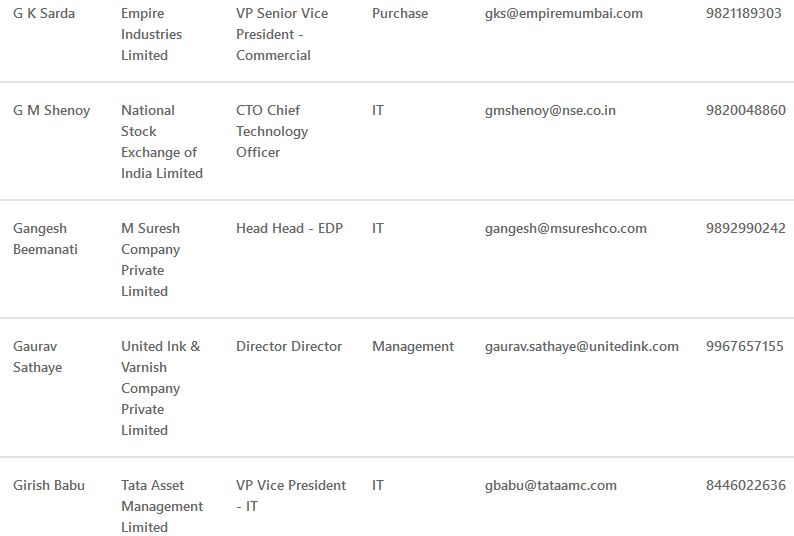 G K Sarda Empire VP Senior Vice Purchase gks@empiremumbai.com 9821189303
Industries President -
Limited Commercial
G M Shenoy National CTO Chief IT gmshenoy@nse.co.in 9820048860
Stock Technology
Exchange of Officer
India Limited
Gangesh M Suresh Head Head - EDP IT gangesh@msureshco.com 9892990242
Beemanati Company
Private
Limited
Gaurav United Ink & Director Director Management gaurav.sathaye@unitedink.com 9967657155
Sathaye Varnish
Company
Private
Limited
Girish Babu Tata Asset VP Vice President IT gbabu@tataamc.com 8446022636
Management - IT
Limited